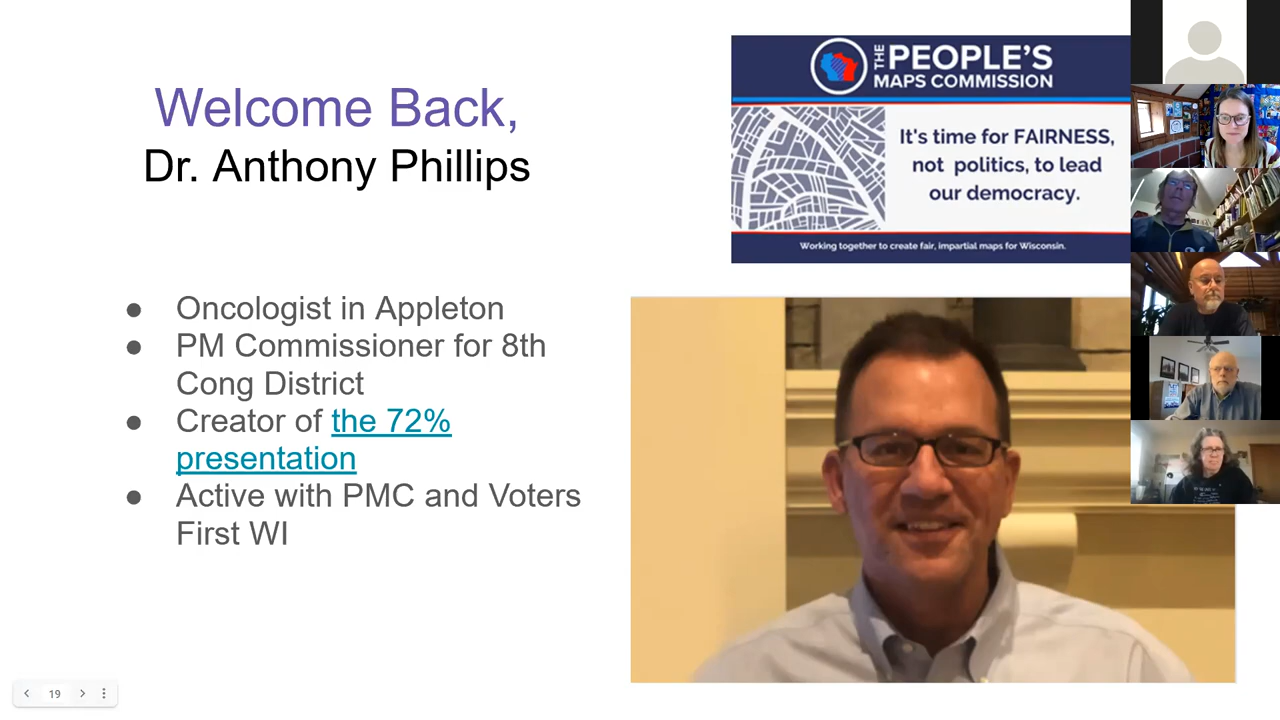 Welcome Back,
Dr. Anthony Phillips
● Oncologist in Appleton
● PM Commissioner for 8th
Cong District
● Creator of the 72%
presentation
● Active with PMC and Voters
First WI
THE PEOPLE'S
MAPS COMMISSION
It's time for FAIRNESS,
not politics, to lead
our democracy.
Working together to create fair, impartial maps for Wisconsin.
19